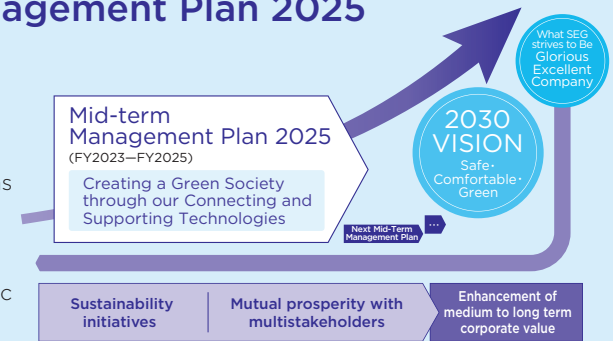 agement Plan 2025
What SEG
strives to Be
Glorious
Excellent
Company
Mid-term
Management Plan 2025
(FY2023—FY2025)
Creating a Green Society
through our Connecting and
Supporting Technologies
2030
VISION
Safe・
Comfortable・
Green
Next Mid-Term
Management Plan
...
ns
c
Sustainability
initiatives
Mutual prosperity with
multistakeholders
Enhancement of
medium to long term
corporate value